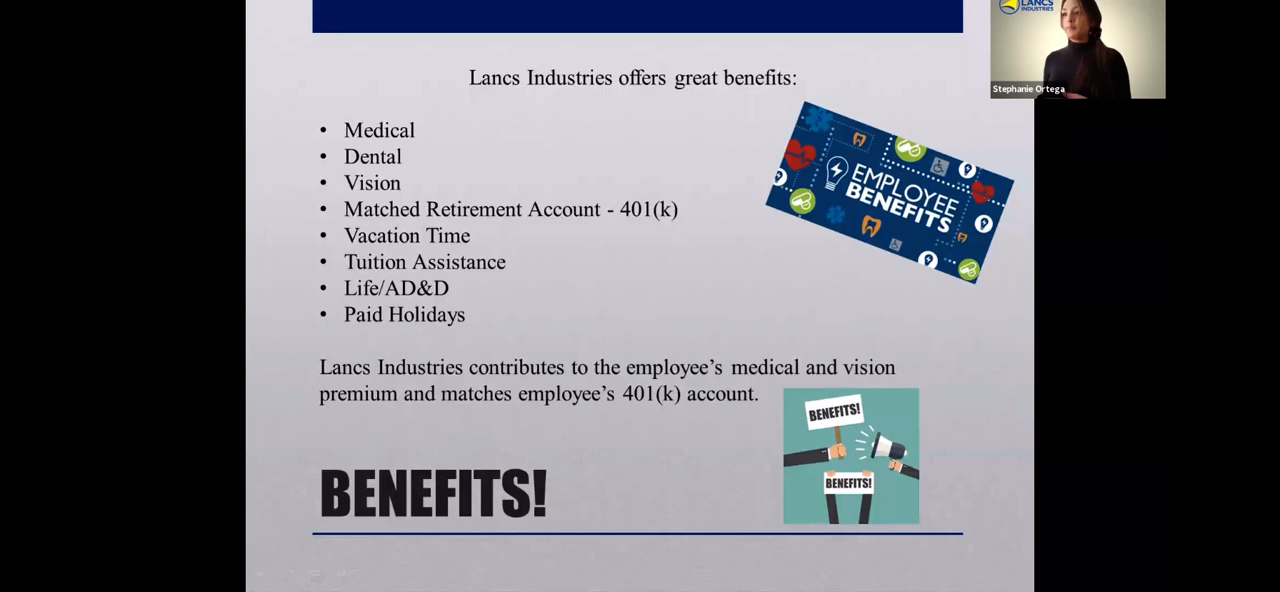 Lancs Industries offers great benefits:
• Medical
• Dental
• Vision
• Matched Retirement Account - 401(k)
• Vacation Time
• Tuition Assistance
• Life/AD&D
• Paid Holidays
Lancs Industries contributes to the employee’s medical and vision
premium and matches employee’s 401(k) account.
BENEFITS!
EMPLOYEE
BENEFITS
BENEFITS!
BENEFITS!
LANCS
INDUSTRIES
Stephanie Ortega